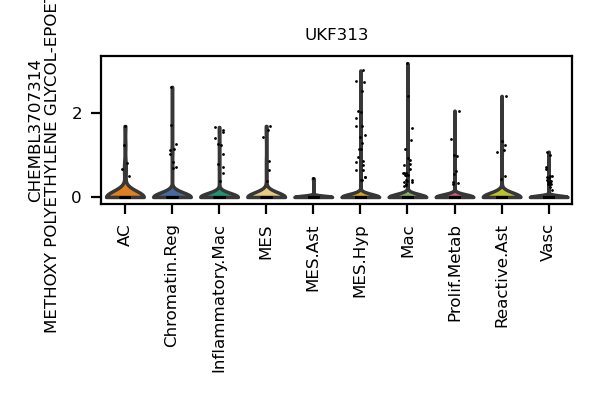 UKF313
CHEMBL3707314
METHOXY POLYETHYLENE GLYCOL-EPOET
2
0
AC
Chromatin.Reg
Inflammatory.Mac
MES
MES.Ast
MES.Hyp
Mac
Prolif.Metab
Reactive.Ast
Vasc